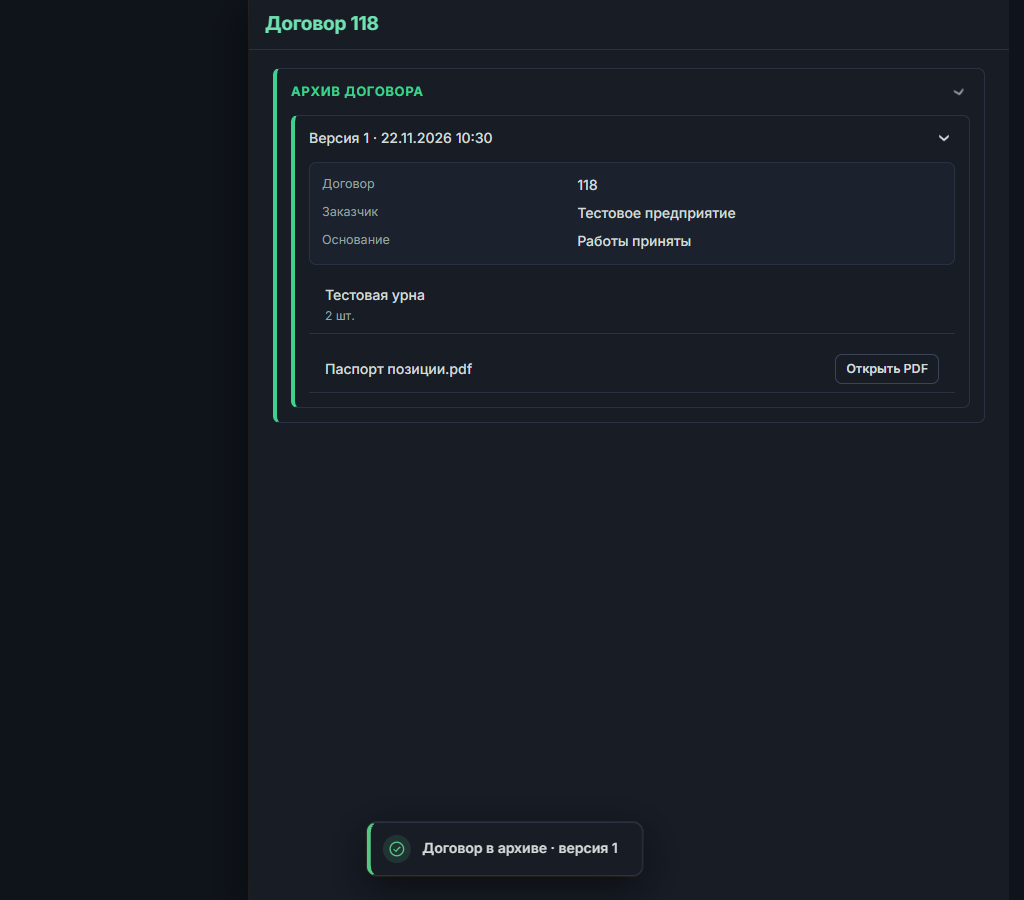 Договор 118
АРХИВ ДОГОВОРА
Версия 1 · 22.11.2026 10:30
Договор 118
Заказчик Тестовое предприятие
Основание Работы приняты
Тестовая урна
2 шт.
Паспорт позиции.pdf Открыть PDF
Договор в архиве · версия 1